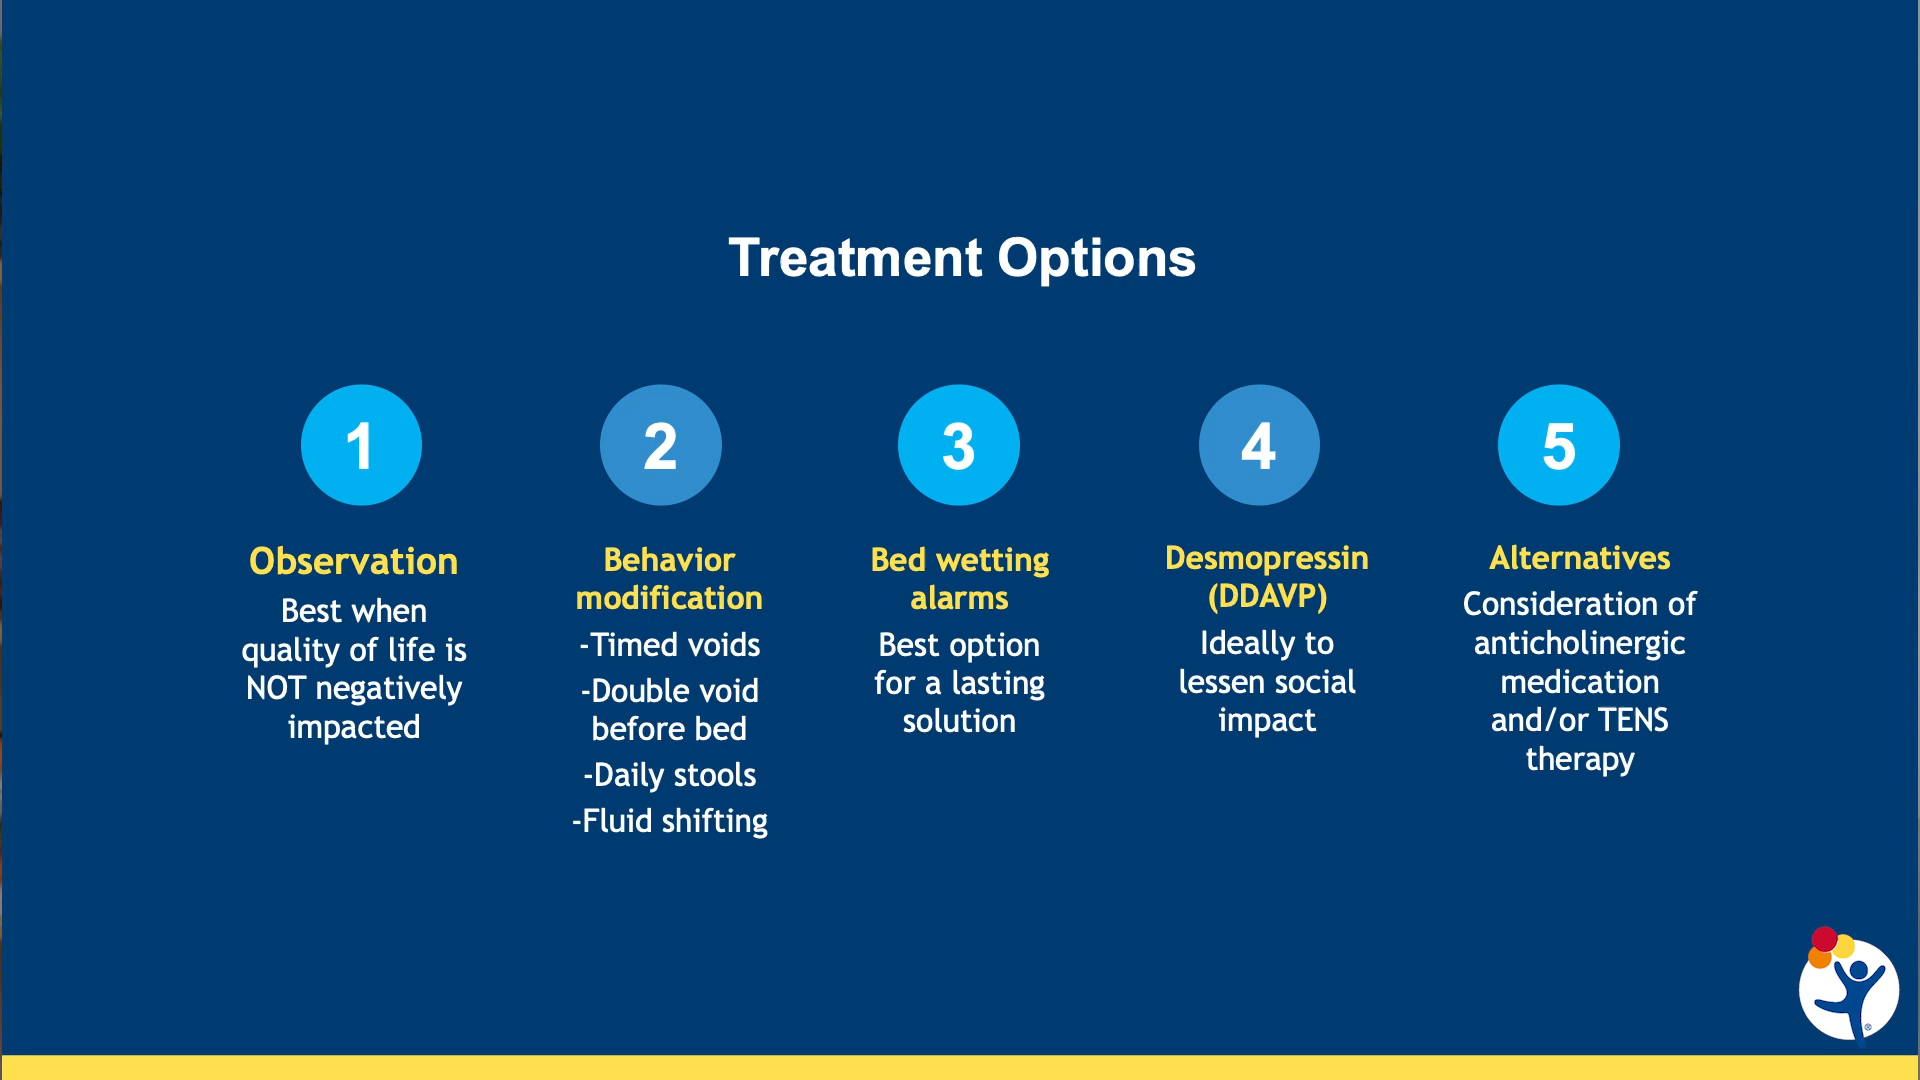 Treatment Options
1
2
3
4
5
Observation
Best when
quality of life is
NOT negatively
impacted
Behavior
modification
-Timed voids
-Double void
before bed
-Daily stools
-Fluid shifting
Bed wetting
alarms
Best option
for a lasting
solution
Desmopressin
(DDAVP)
Ideally to
lessen social
impact
Alternatives
Consideration of
anticholinergic
medication
and/or TENS
therapy
®